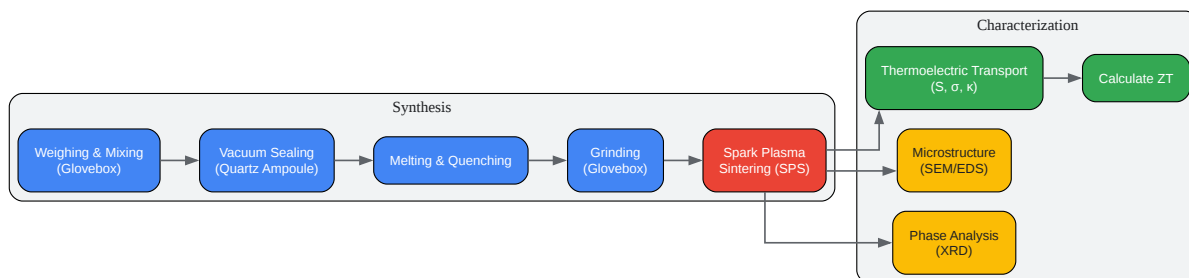 Synthesis
Weighing & Mixing
(Glovebox)
Vacuum Sealing
(Quartz Ampoule)
Melting & Quenching
Grinding
(Glovebox)
Spark Plasma
Sintering (SPS)
Characterization
Thermoelectric Transport
(S, σ, κ)
Calculate ZT
Microstructure
(SEM/EDS)
Phase Analysis
(XRD)